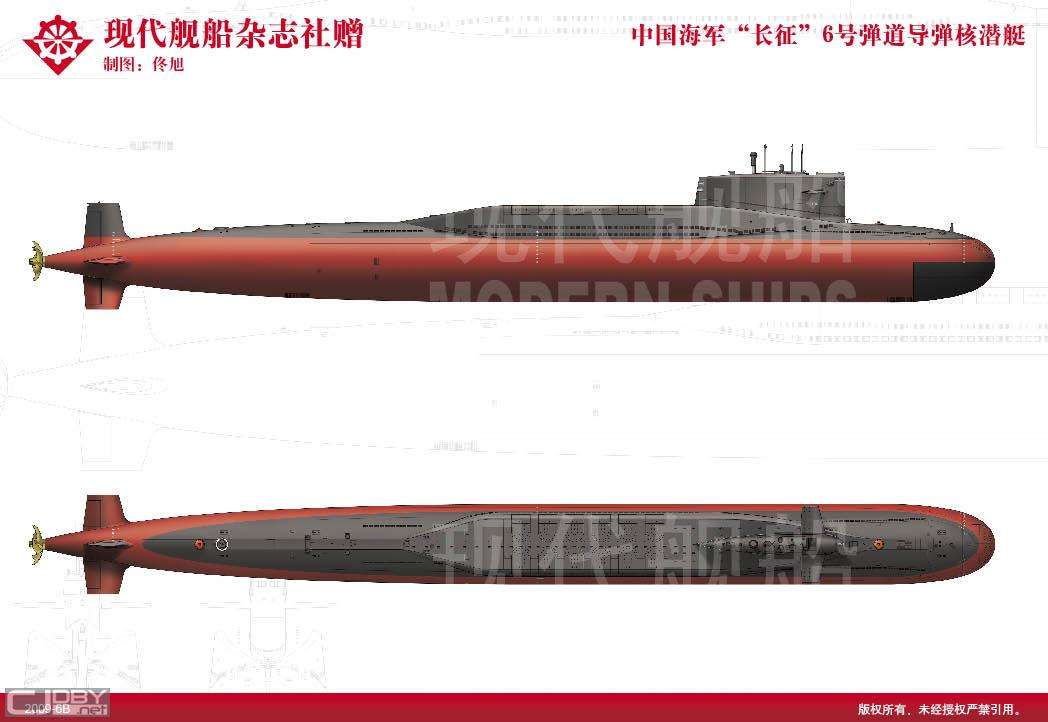 现代舰船杂志社赠
中国海军“长征”6号弹道导弹核潜艇
制图：佟旭
现代舰船
MODERN SHIPS
现代舰船
CJDBY.net
2009-6B
版权所有，未经授权严禁引用。